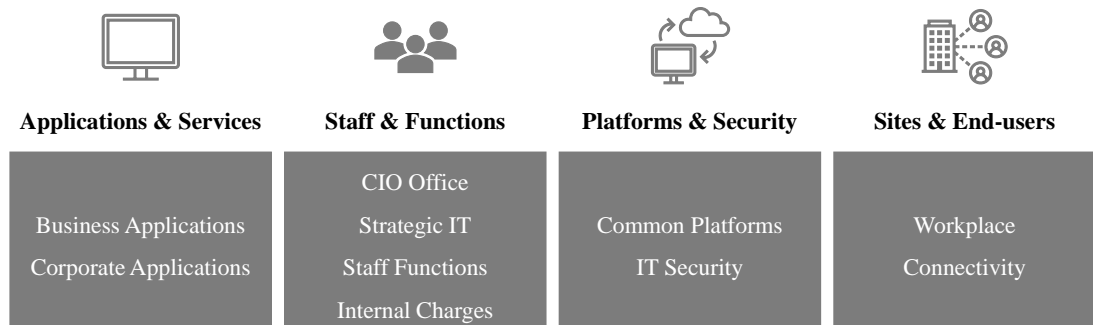 Applications & Services
Business Applications
Corporate Applications
Staff & Functions
CIO Office
Strategic IT
Staff Functions
Internal Charges
Platforms & Security
Common Platforms
IT Security
Sites & End-users
Workplace
Connectivity